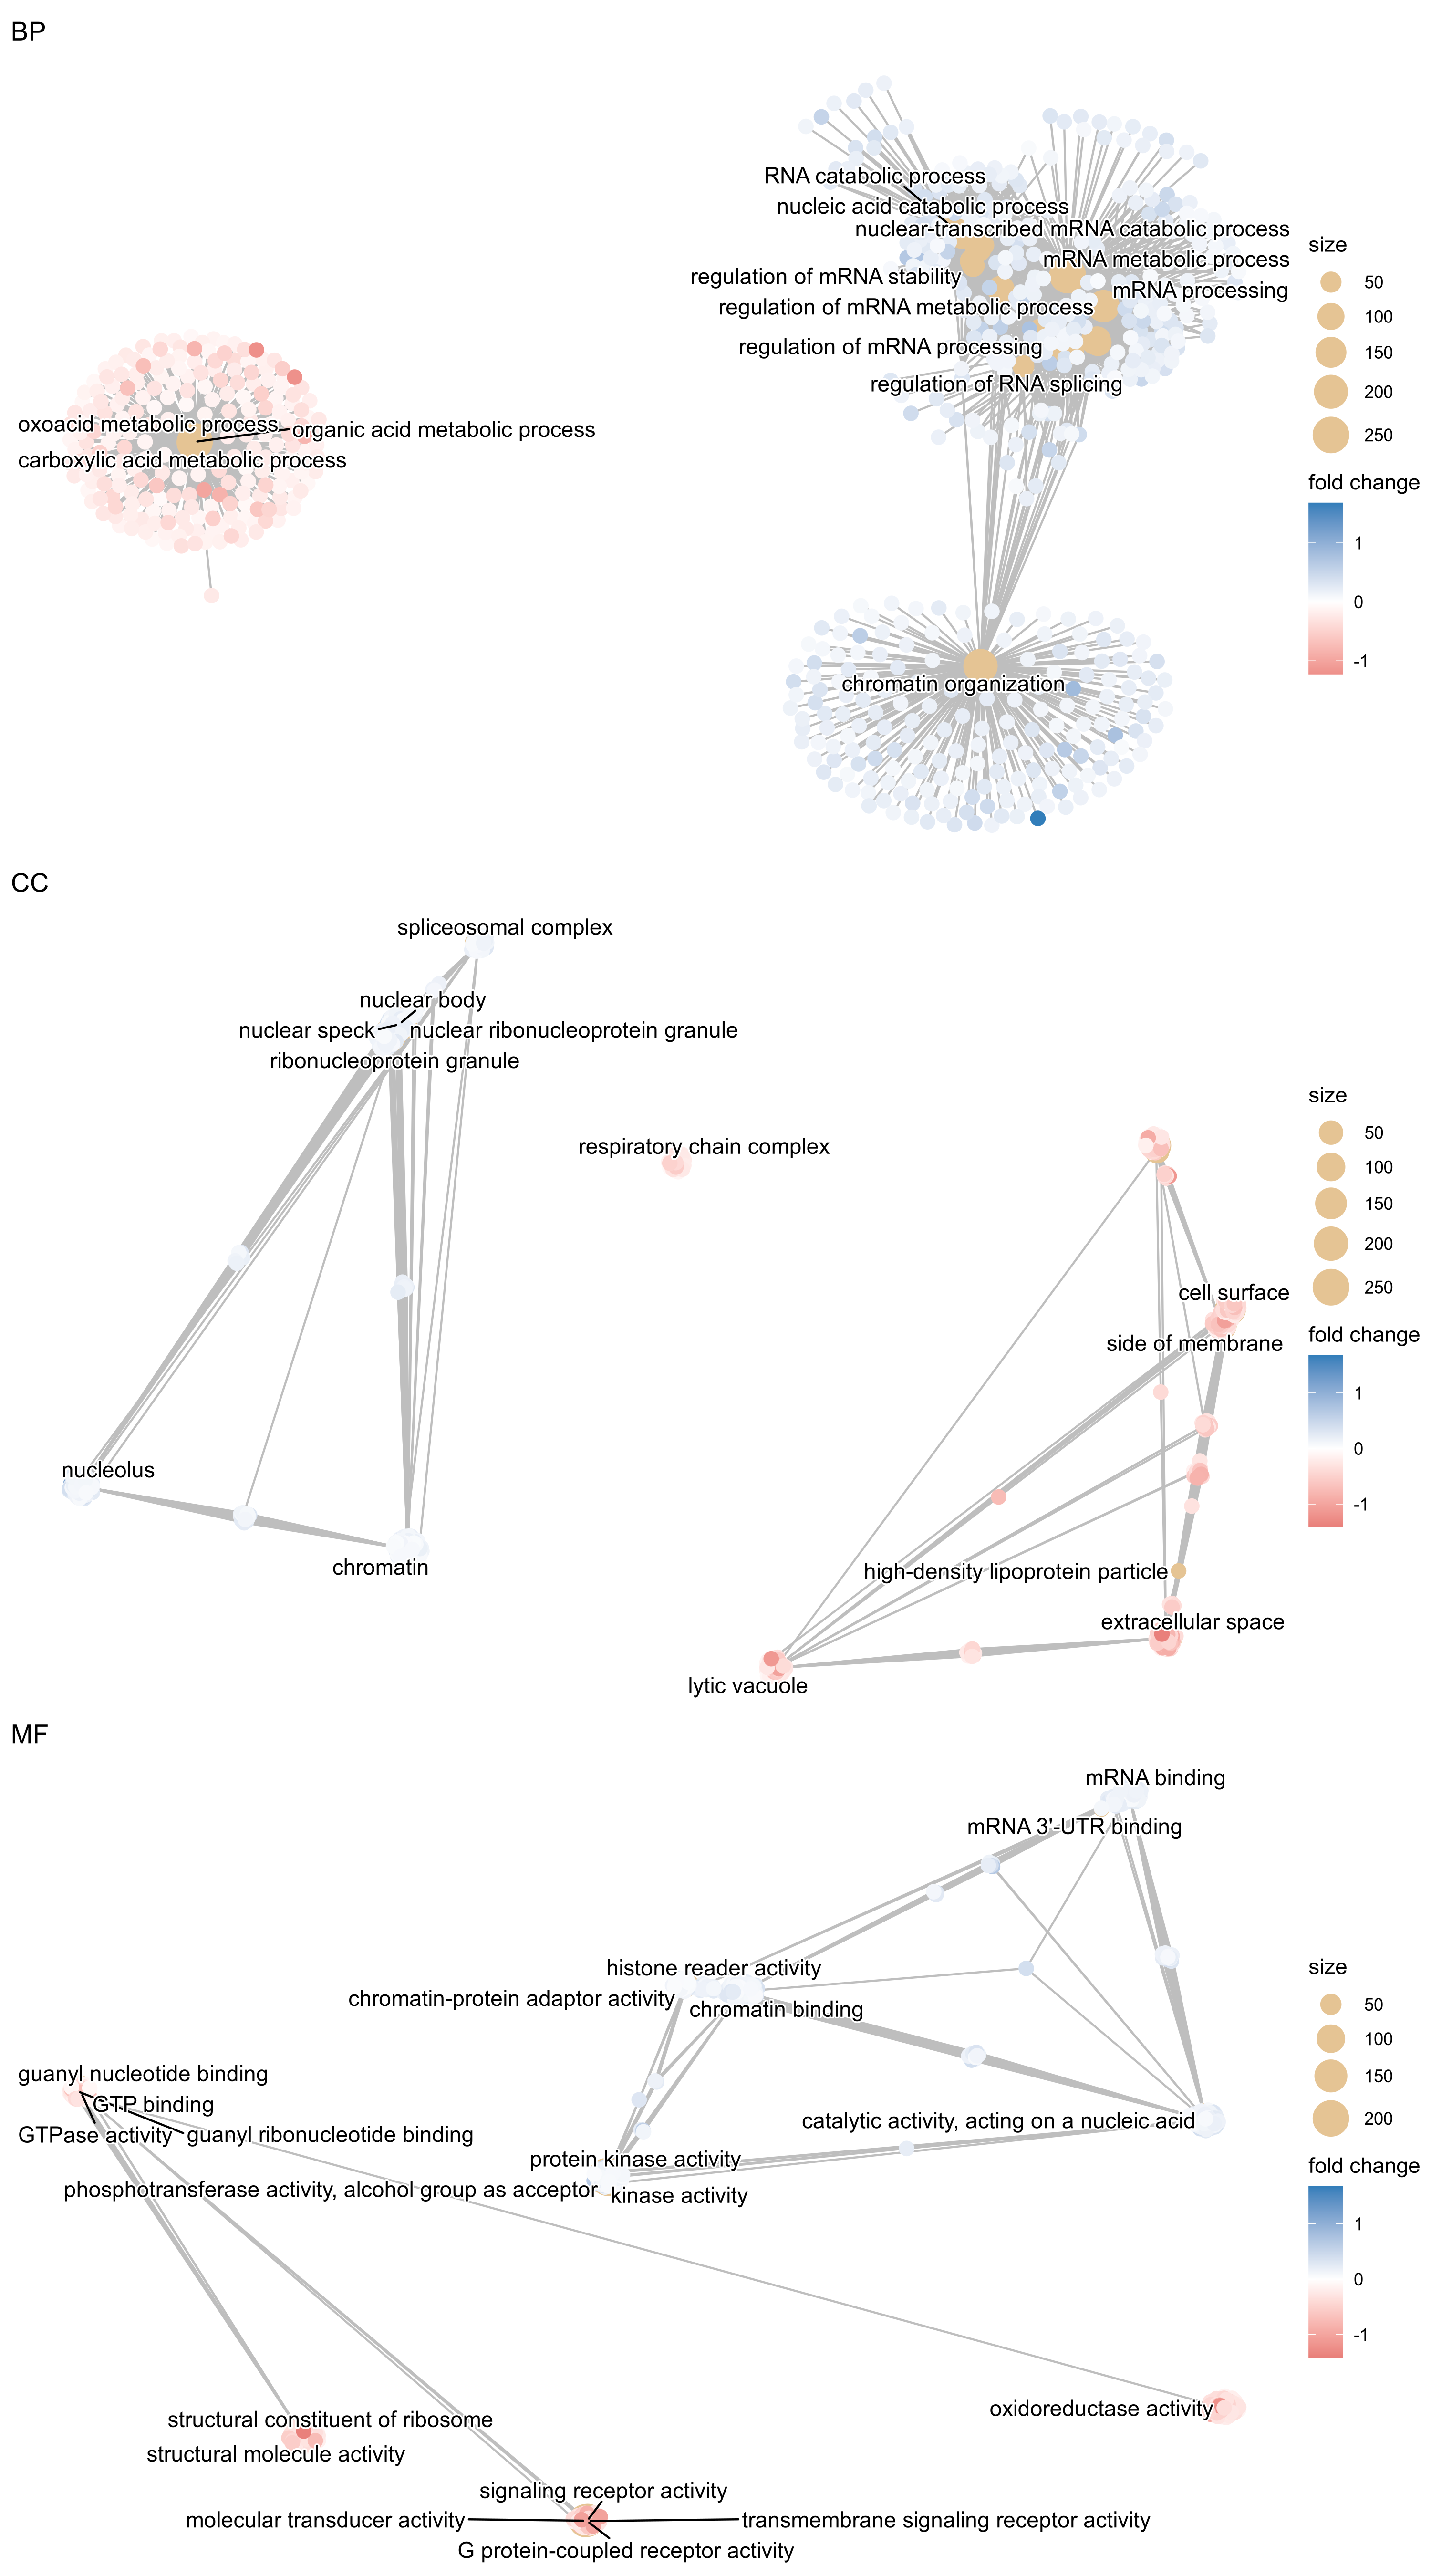 BP
RNA catabolic process
nucleic acid catabolic process
nuclear-transcribed mRNA catabolic process
mRNA metabolic process
regulation of mRNA stability
mRNA processing
regulation of mRNA metabolic process
regulation of mRNA processing
regulation of RNA splicing
oxoacid metabolic process
organic acid metabolic process
carboxylic acid metabolic process
chromatin organization
size
50
100
150
200
250
fold change
1
0
-1
CC
spliceosomal complex
nuclear body
nuclear speck
nuclear ribonucleoprotein granule
ribonucleoprotein granule
respiratory chain complex
cell surface
side of membrane
nucleolus
chromatin
high-density lipoprotein particle
extracellular space
lytic vacuole
size
50
100
150
200
250
fold change
1
0
-1
MF
mRNA binding
mRNA 3'-UTR binding
histone reader activity
chromatin-protein adaptor activity
chromatin binding
guanyl nucleotide binding
GTP binding
GTPase activity
guanyl ribonucleotide binding
catalytic activity, acting on a nucleic acid
protein kinase activity
phosphotransferase activity, alcohol group as acceptor
kinase activity
oxidoreductase activity
structural constituent of ribosome
structural molecule activity
signaling receptor activity
molecular transducer activity
transmembrane signaling receptor activity
G protein-coupled receptor activity
size
50
100
150
200
fold change
1
0
-1